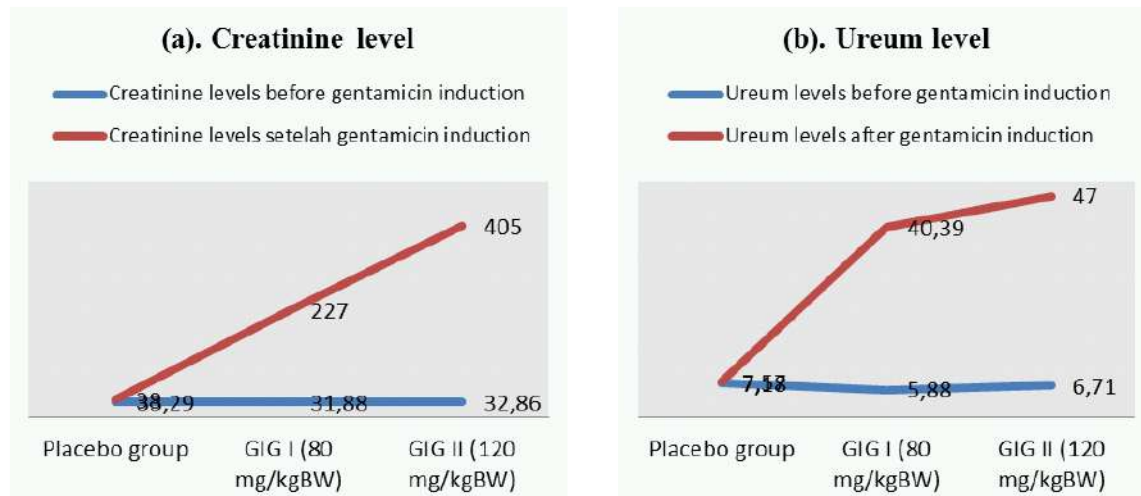 (a). Creatinine level
Creatinine levels before gentamicin induction
Creatinine levels setelah gentamicin induction
405
227
31,88
32,86
Placebo group
GIG I (80
mg/kgBW)
GIG II (120
mg/kgBW)
(b). Ureum level
Ureum levels before gentamicin induction
Ureum levels after gentamicin induction
47
40,39
5,88
6,71
Placebo group
GIG I (80
mg/kgBW)
GIG II (120
mg/kgBW)